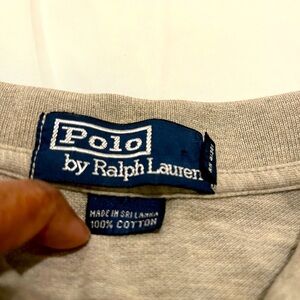 Polo
by Ralph Lauren
MADE IN SRI LANKA
100% COTTON